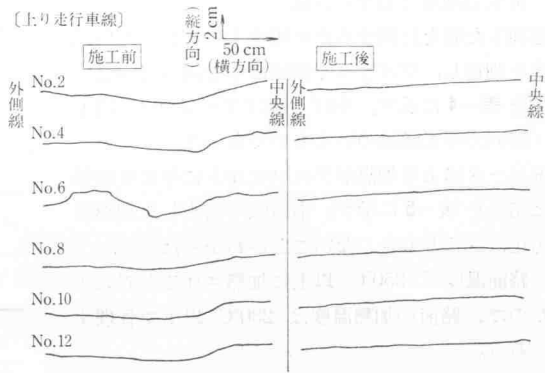 〔上り走行車線〕
(縦方向)
2 cm
50 cm
(横方向)
施工前
施工後
外側線
中央線
外側線
中央線
No.2
No.4
No.6
No.8
No.10
No.12